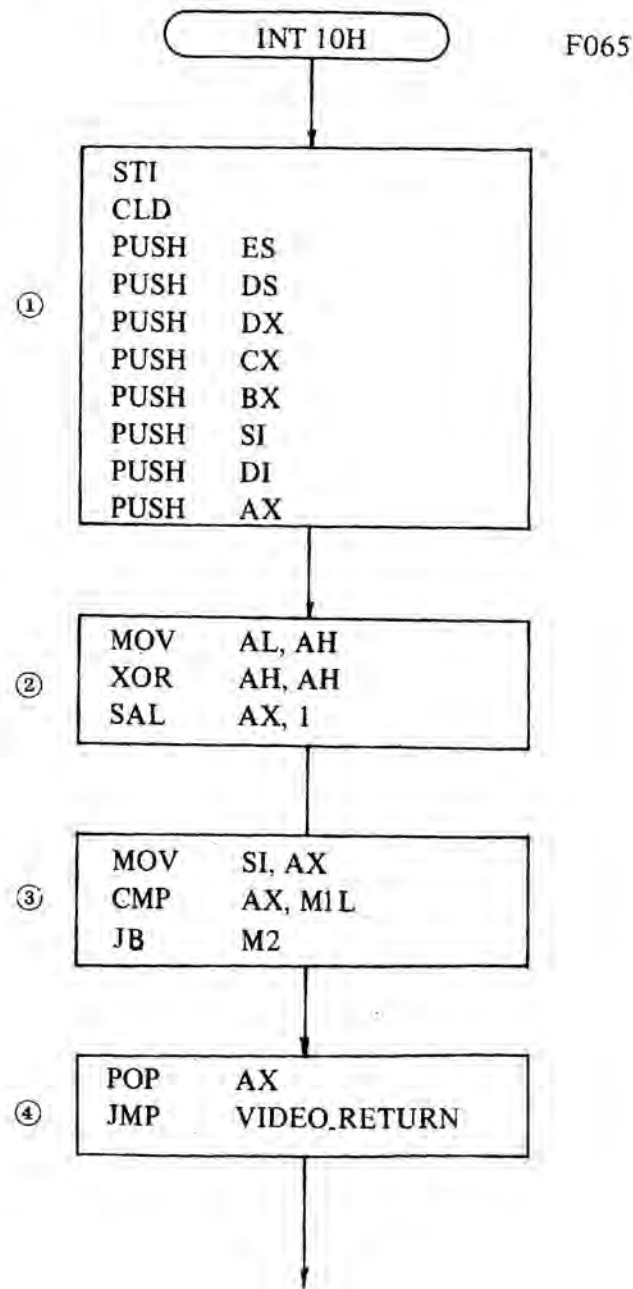 INT 10H
F065
STI
CLD
PUSH ES
PUSH DS
PUSH DX
① PUSH CX
PUSH BX
PUSH SI
PUSH DI
PUSH AX
MOV AL, AH
② XOR AH, AH
SAL AX, 1
MOV SI, AX
③ CMP AX, M1L
JB M2
POP AX
④ JMP VIDEO_RETURN